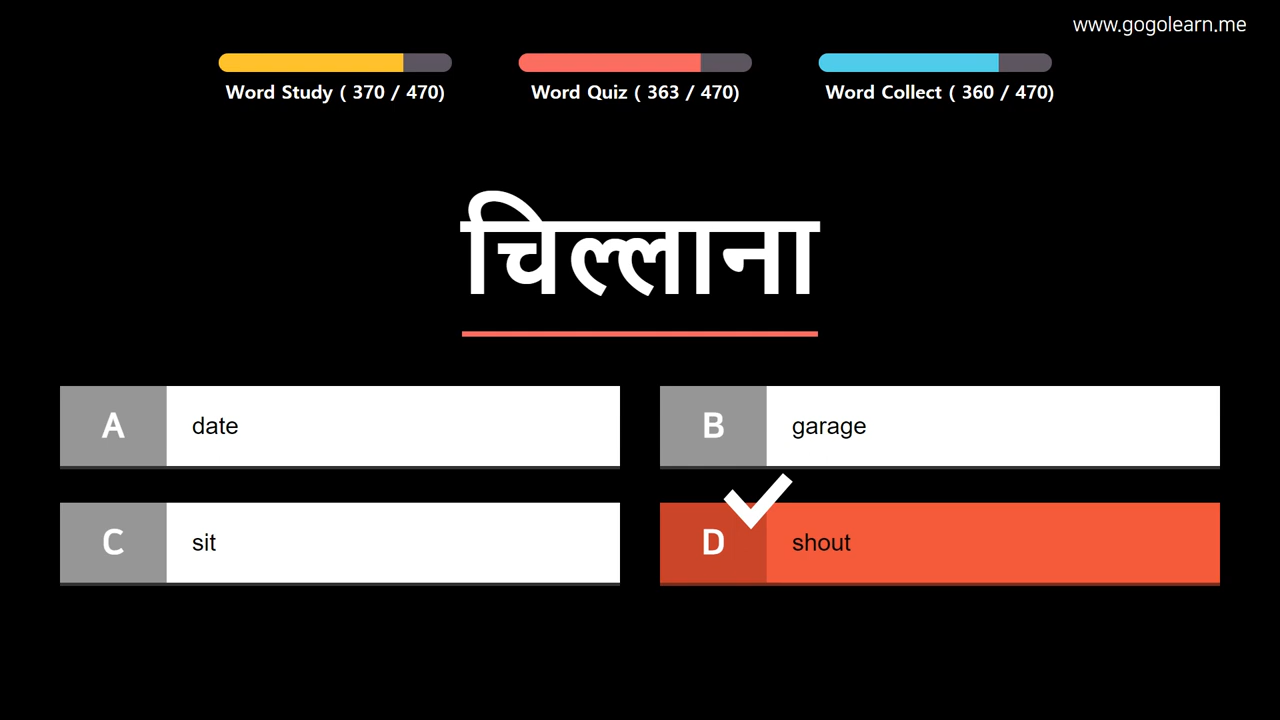 www.gogolearn.me
Word Study ( 370 / 470)
Word Quiz ( 363 / 470)
Word Collect ( 360 / 470)
चिल्लाना
A date
B garage
C sit
D shout